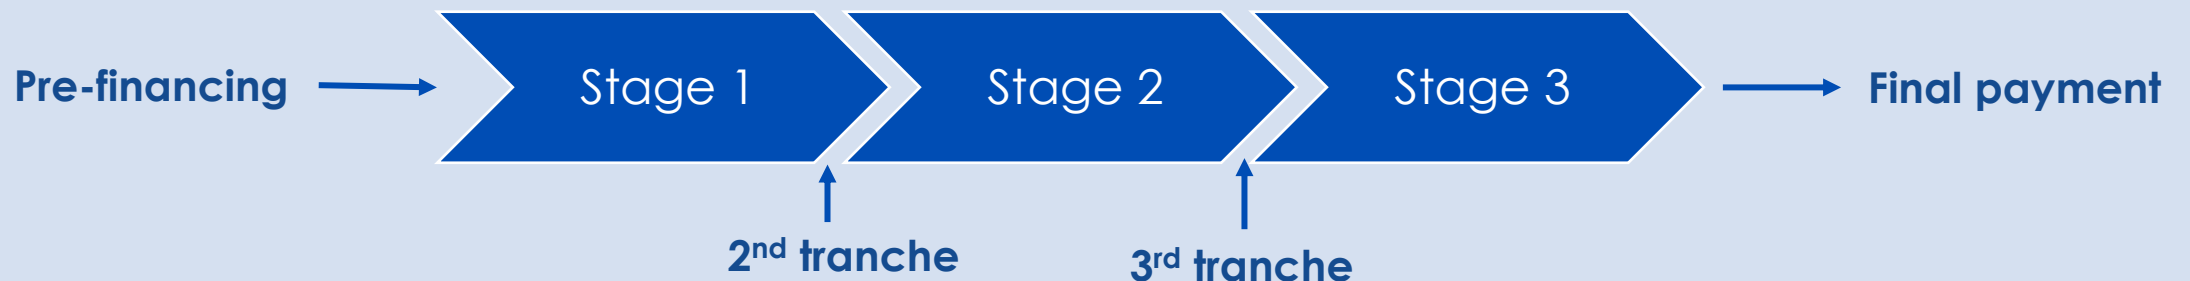 Pre-financing
Stage 1
Stage 2
Stage 3
Final payment
2nd tranche
3rd tranche